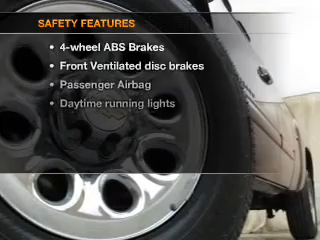 SAFETY FEATURES
• 4-wheel ABS Brakes
• Front Ventilated disc brakes
• Passenger Airbag
• Daytime running lights